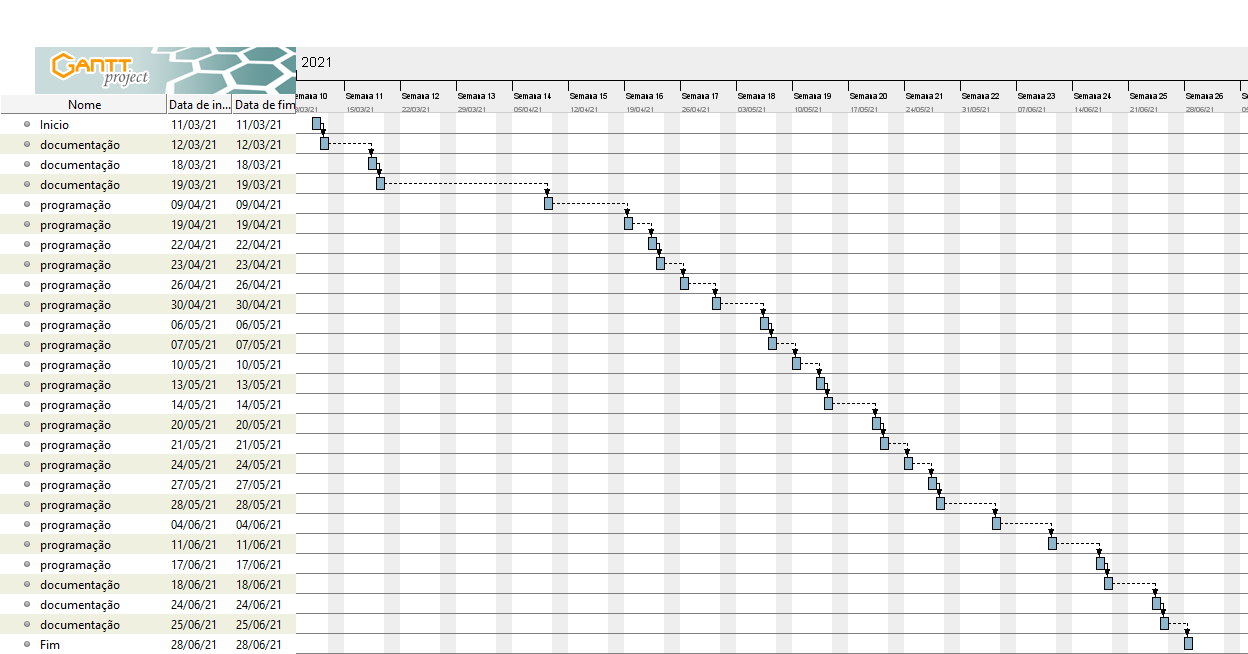 GANTT
project
2021
emana 10 Semana 11 Semana 12 Semana 13 Semana 14 Semana 15 Semana 16 Semana 17 Semana 18 Semana 19 Semana 20 Semana 21 Semana 22 Semana 23 Semana 24 Semana 25 Semana 26 Se
Nome Data de in... Data de fim
/03/21 15/03/21 22/03/21 29/03/21 05/04/21 12/04/21 19/04/21 26/04/21 03/05/21 10/05/21 17/05/21 24/05/21 31/05/21 07/06/21 14/06/21 21/06/21 28/06/21 05
Inicio 11/03/21 11/03/21
documentação 12/03/21 12/03/21
documentação 18/03/21 18/03/21
documentação 19/03/21 19/03/21
programação 09/04/21 09/04/21
programação 19/04/21 19/04/21
programação 22/04/21 22/04/21
programação 23/04/21 23/04/21
programação 26/04/21 26/04/21
programação 30/04/21 30/04/21
programação 06/05/21 06/05/21
programação 07/05/21 07/05/21
programação 10/05/21 10/05/21
programação 13/05/21 13/05/21
programação 14/05/21 14/05/21
programação 20/05/21 20/05/21
programação 21/05/21 21/05/21
programação 24/05/21 24/05/21
programação 27/05/21 27/05/21
programação 28/05/21 28/05/21
programação 04/06/21 04/06/21
programação 11/06/21 11/06/21
programação 17/06/21 17/06/21
documentação 18/06/21 18/06/21
documentação 24/06/21 24/06/21
documentação 25/06/21 25/06/21
Fim 28/06/21 28/06/21